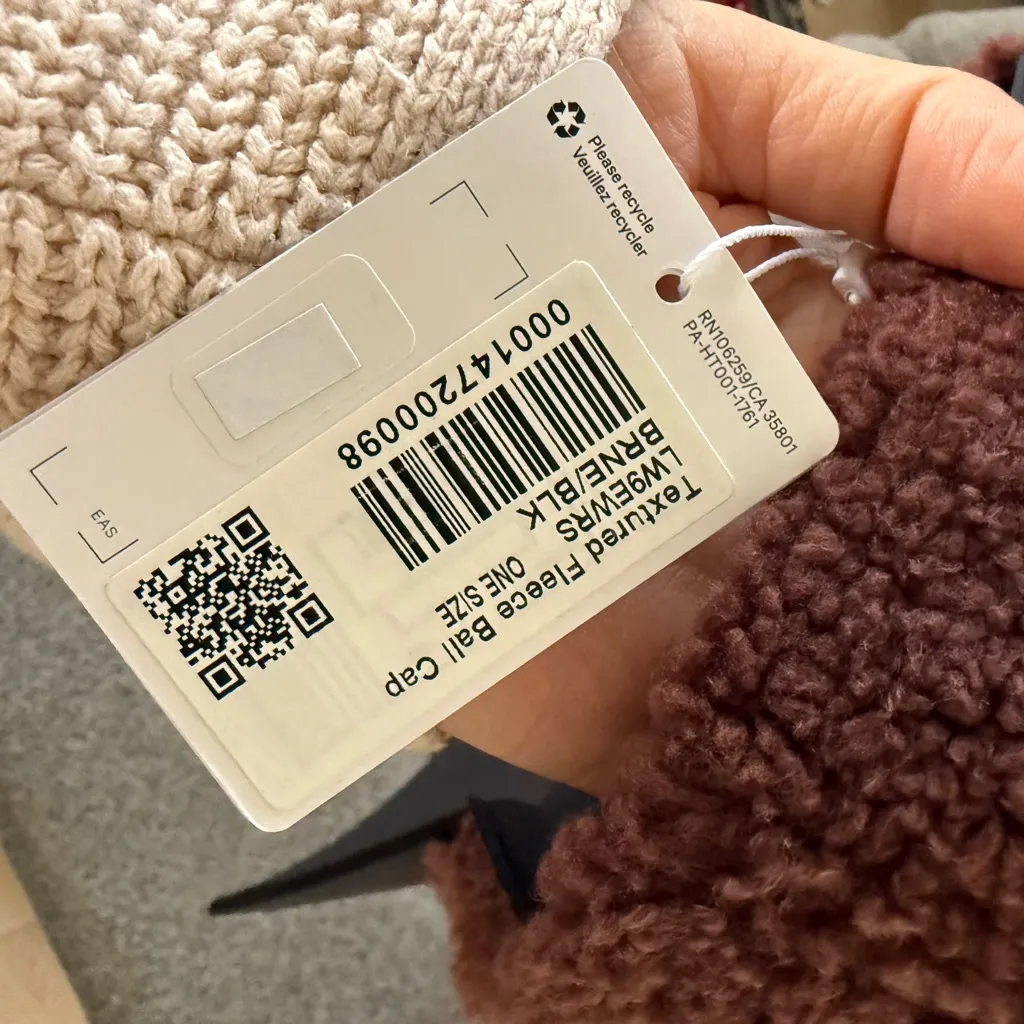 Please recycle
Veuillez recycler
RN106259/CA 35801
PA-HT001-1761
EAS
Textured Fleece Ball Cap
LW9EWRS
BRNE/BLK
ONE SIZE
000147200098